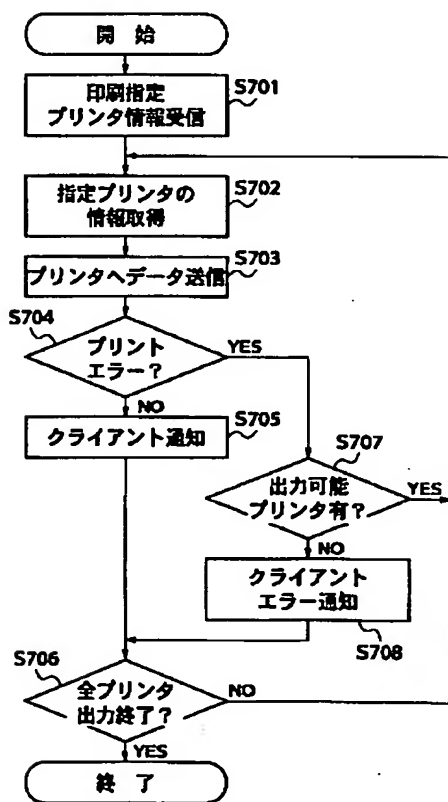 開 始
印刷指定
プリンタ情報受信
S701
指定プリンタの
情報取得
S702
プリンタへデータ送信
S703
S704
プリント
エラー?
YES
NO
クライアント通知
S705
S707
出力可能
プリンタ有?
YES
NO
クライアント
エラー通知
S708
S706
全プリンタ
出力終了?
NO
YES
終 了